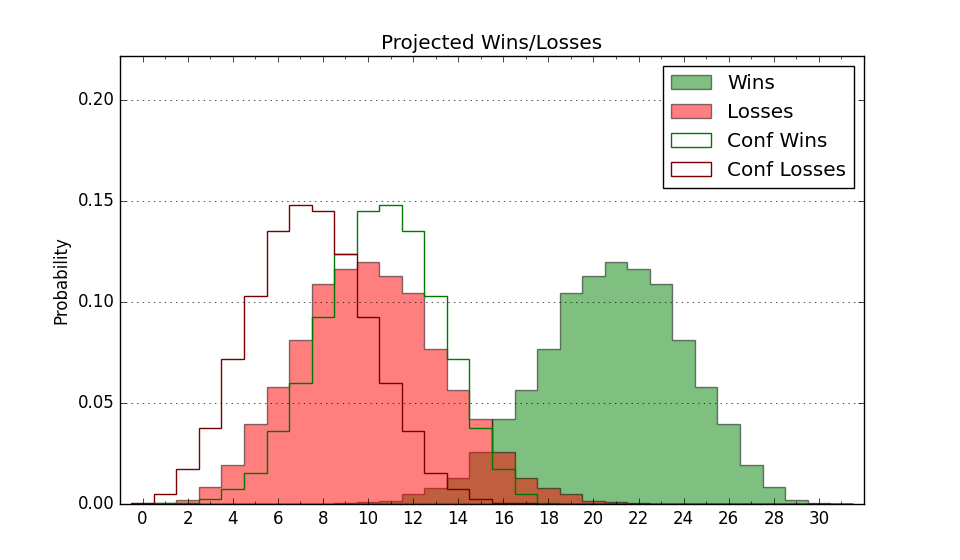 Projected Wins/Losses
Wins
Losses
Conf Wins
Conf Losses
Probability
0.20
0.15
0.10
0.05
0.00
0 2 4 6 8 10 12 14 16 18 20 22 24 26 28 30